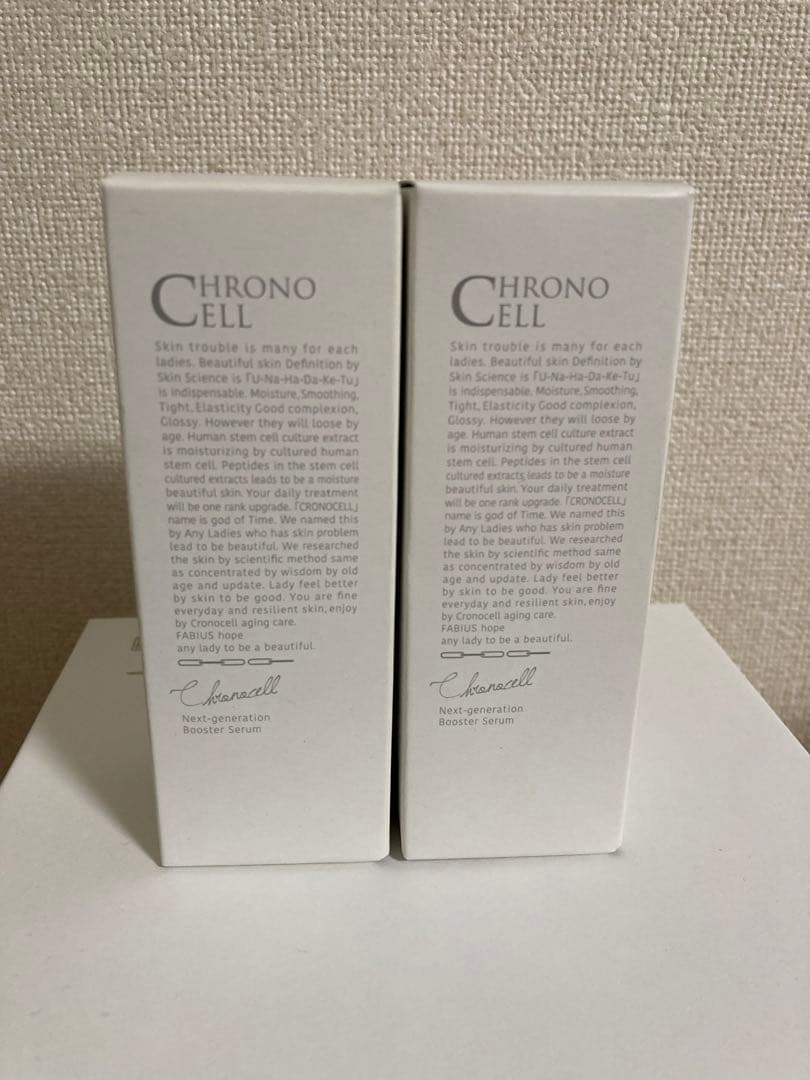 CHRONO
CELL
Skin trouble is many for each
ladies. Beautiful skin Definition by
Skin Science is「U-Na-Ha-Da-Ke-Tu」
is indispensable. Moisture, Smoothing,
Tight, Elasticity Good complexion,
Glossy. However they will loose by
age. Human stem cell culture extract
is moisturizing by cultured human
stem cell. Peptides in the stem cell
cultured extracts leads to be a moisture
beautiful skin. Your daily treatment
will be one rank upgrade.「CRONOCELL」
name is god of Time. We named this
by Any Ladies who has skin problem
lead to be beautiful. We researched
the skin by scientific method same
as concentrated by wisdom by old
age and update. Lady feel better
by skin to be good. You are fine
everyday and resilient skin, enjoy
by Cronocell aging care.
FABIUS hope
any lady to be a beautiful.
Chronocell
Next-generation
Booster Serum
CHRONO
CELL
Skin trouble is many for each
ladies. Beautiful skin Definition by
Skin Science is「U-Na-Ha-Da-Ke-Tu」
is indispensable. Moisture, Smoothing,
Tight, Elasticity Good complexion,
Glossy. However they will loose by
age. Human stem cell culture extract
is moisturizing by cultured human
stem cell. Peptides in the stem cell
cultured extracts leads to be a moisture
beautiful skin. Your daily treatment
will be one rank upgrade.「CRONOCELL」
name is god of Time. We named this
by Any Ladies who has skin problem
lead to be beautiful. We researched
the skin by scientific method same
as concentrated by wisdom by old
age and update. Lady feel better
by skin to be good. You are fine
everyday and resilient skin, enjoy
by Cronocell aging care.
FABIUS hope
any lady to be a beautiful.
Chronocell
Next-generation
Booster Serum